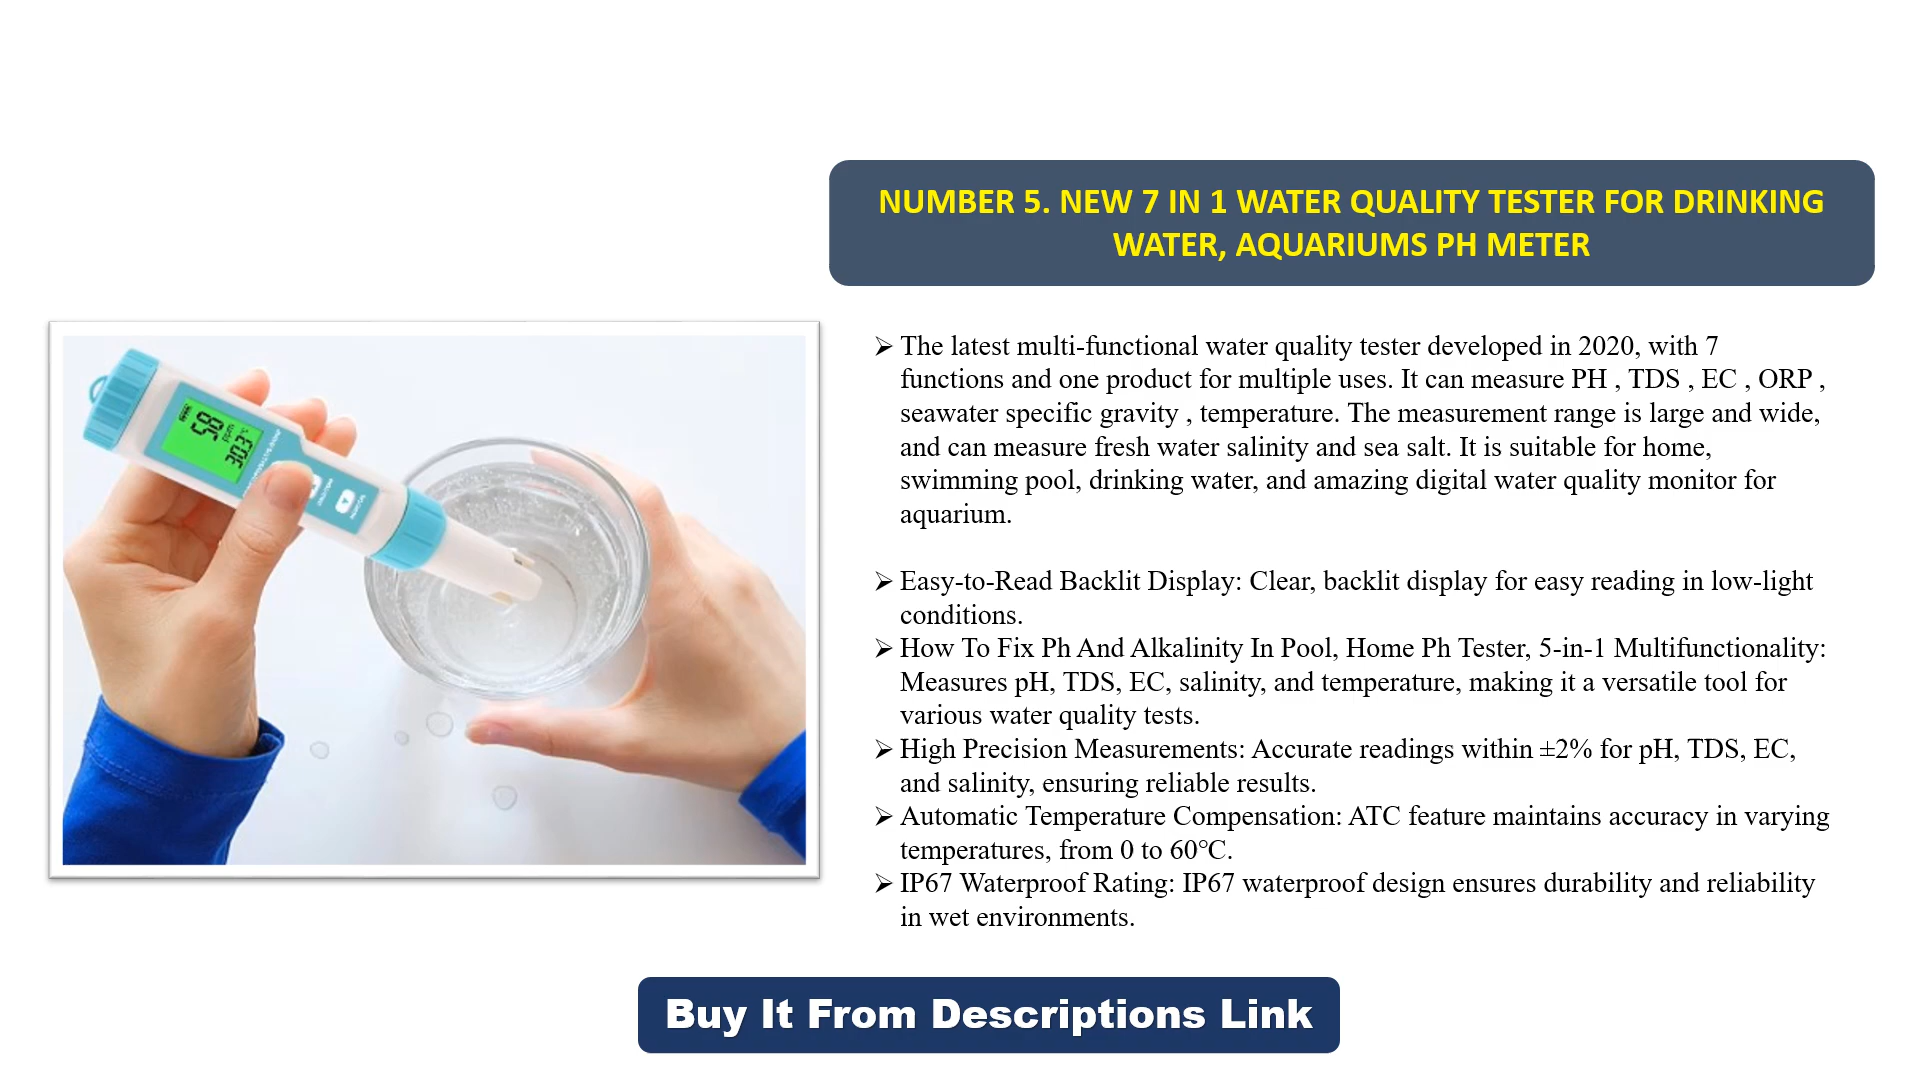 NUMBER 5. NEW 7 IN 1 WATER QUALITY TESTER FOR DRINKING
WATER, AQUARIUMS PH METER
58
ppm
30.3
°C
➢ The latest multi-functional water quality tester developed in 2020, with 7
functions and one product for multiple uses. It can measure PH , TDS , EC , ORP ,
seawater specific gravity , temperature. The measurement range is large and wide,
and can measure fresh water salinity and sea salt. It is suitable for home,
swimming pool, drinking water, and amazing digital water quality monitor for
aquarium.
➢ Easy-to-Read Backlit Display: Clear, backlit display for easy reading in low-light
conditions.
➢ How To Fix Ph And Alkalinity In Pool, Home Ph Tester, 5-in-1 Multifunctionality:
Measures pH, TDS, EC, salinity, and temperature, making it a versatile tool for
various water quality tests.
➢ High Precision Measurements: Accurate readings within ±2% for pH, TDS, EC,
and salinity, ensuring reliable results.
➢ Automatic Temperature Compensation: ATC feature maintains accuracy in varying
temperatures, from 0 to 60℃.
➢ IP67 Waterproof Rating: IP67 waterproof design ensures durability and reliability
in wet environments.
Buy It From Descriptions Link